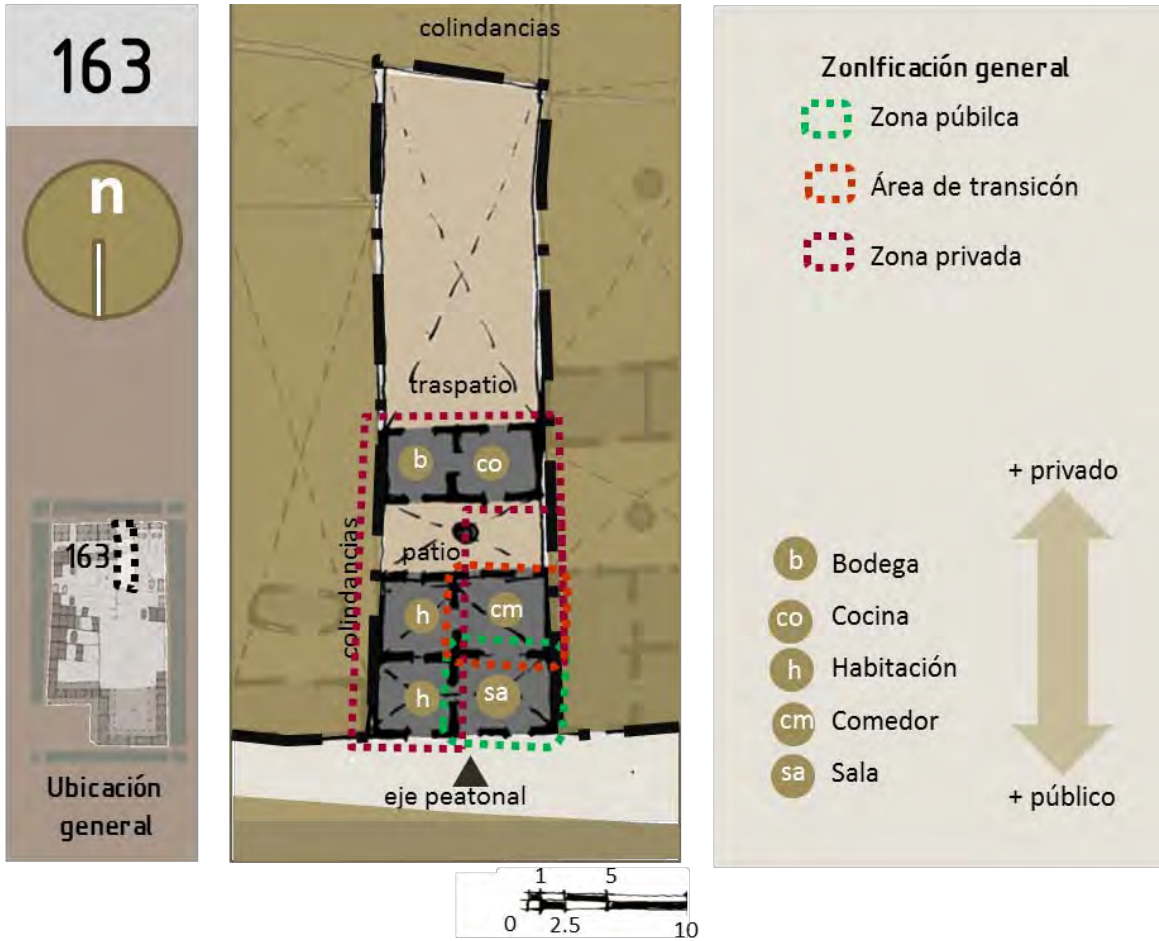 163
n
163
Ubicación
general
colindancias
traspatio
b
co
patio
colindancias
h
cm
h
sa
eje peatonal
ZonIficación general
Zona púbilca
Área de transicón
Zona privada
+ privado
b Bodega
co Cocina
h Habitación
cm Comedor
sa Sala
+ público
1 5
0 2.5 10